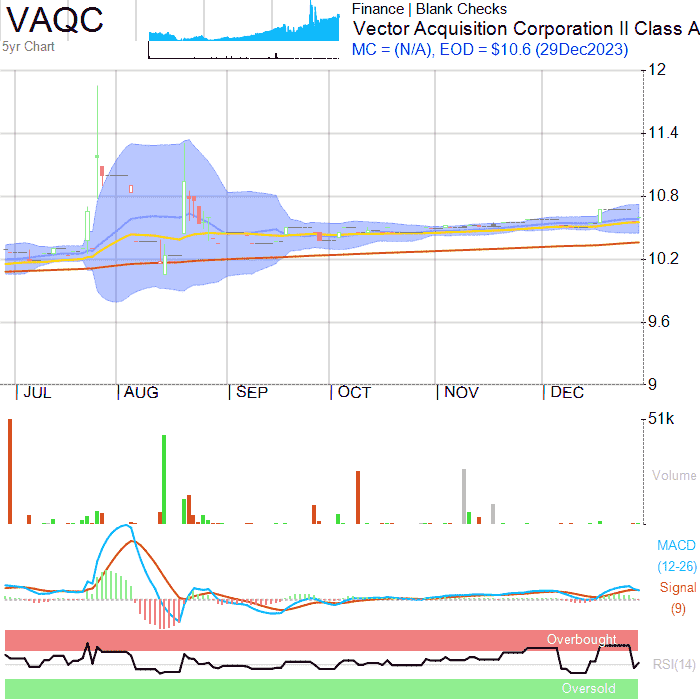 VAQC
5yr Chart
Finance | Blank Checks
Vector Acquisition Corporation II Class A
MC = (N/A), EOD = $10.6 (29Dec2023)
12
11.4
10.8
10.2
9.6
9
JUL AUG SEP OCT NOV DEC
51k
Volume
MACD
(12-26)
Signal
(9)
Overbought
RSI(14)
Oversold